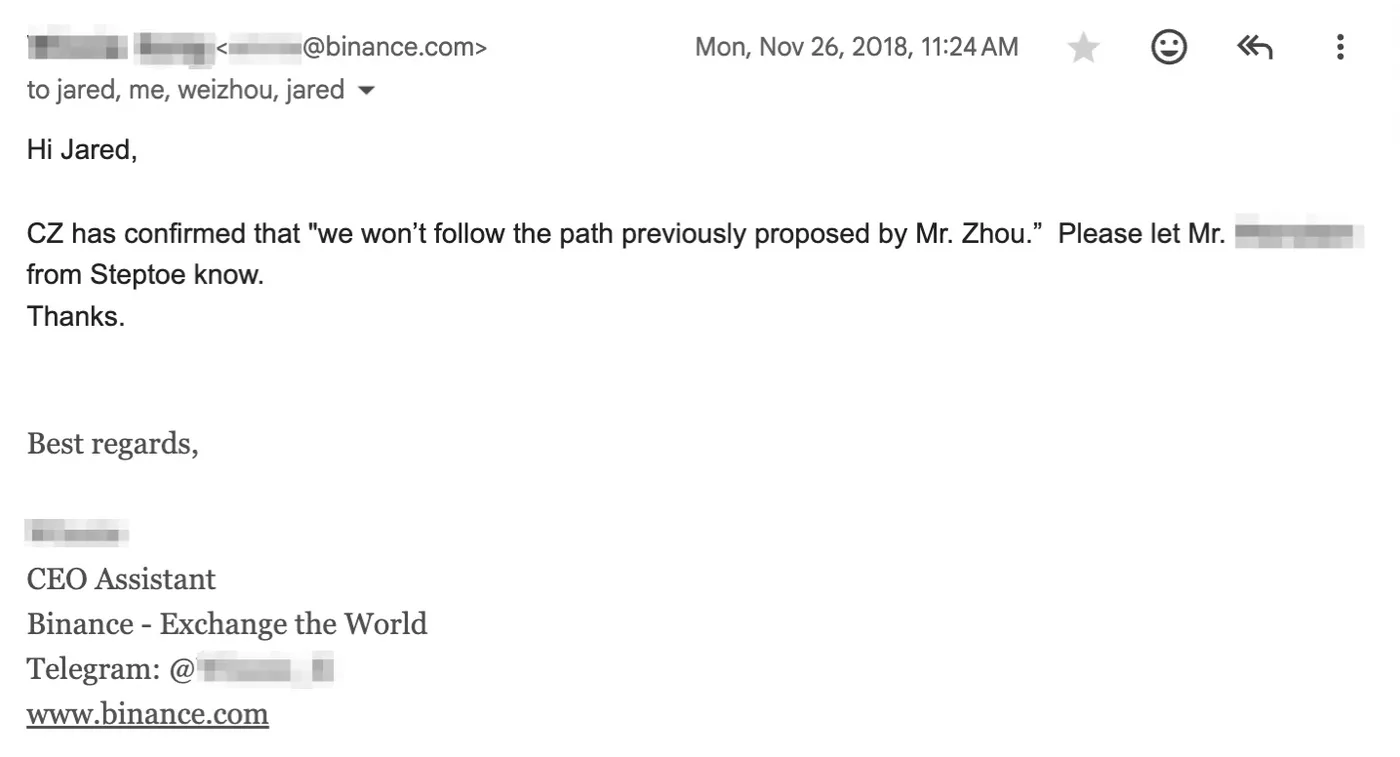 <@binance.com>
Mon, Nov 26, 2018, 11:24 AM
to jared, me, weizhou, jared
Hi Jared,
CZ has confirmed that "we won’t follow the path previously proposed by Mr. Zhou.” Please let Mr.
from Steptoe know.
Thanks.
Best regards,
CEO Assistant
Binance - Exchange the World
Telegram: @
www.binance.com